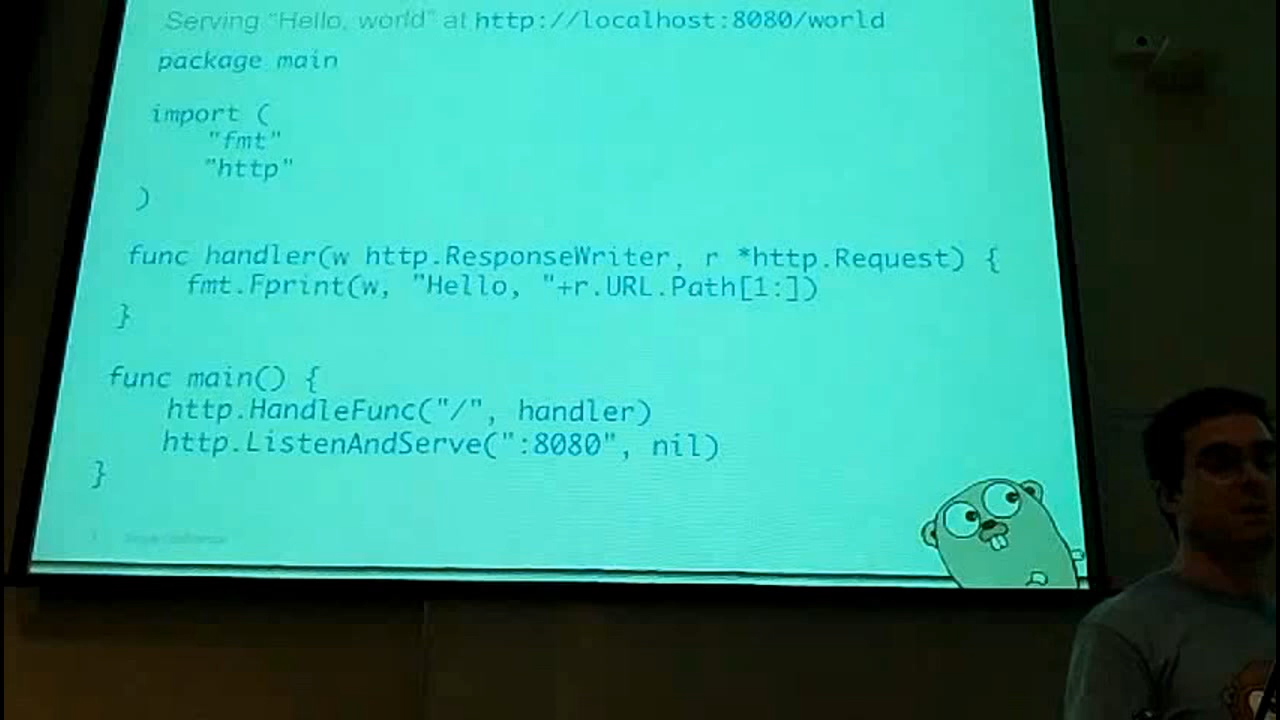 Serving "Hello, world" at http://localhost:8080/world
package main
import (
"fmt"
"http"
)
func handler(w http.ResponseWriter, r *http.Request) {
fmt.Fprint(w, "Hello, "+r.URL.Path[1:])
}
func main() {
http.HandleFunc("/", handler)
http.ListenAndServe(":8080", nil)
}